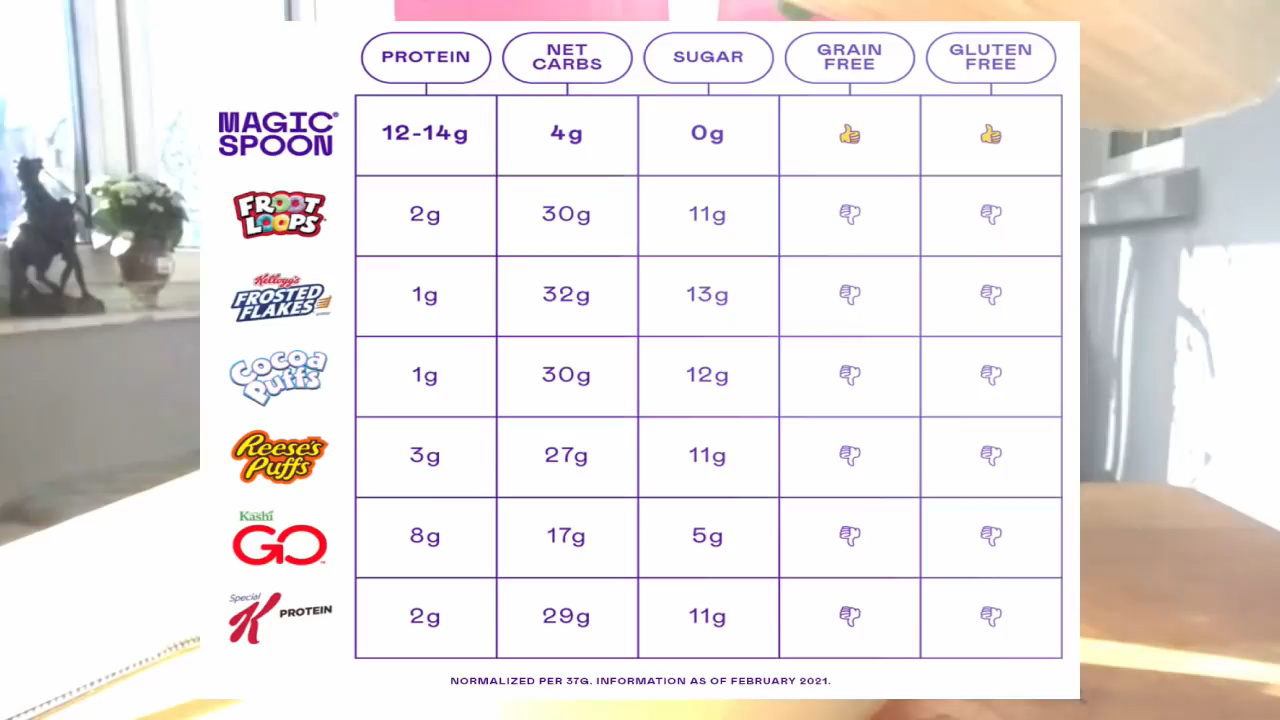 PROTEIN
NET
CARBS
SUGAR
GRAIN
FREE
GLUTEN
FREE
MAGIC®
SPOON
12-14g 4g 0g
FROOT
LOOPS
2g 30g 11g
Kellogg's
FROSTED
FLAKES
1g 32g 13g
Cocoa
Puffs
1g 30g 12g
Reese's
Puffs
3g 27g 11g
Kashi
GO™
8g 17g 5g
Special
K PROTEIN
2g 29g 11g
NORMALIZED PER 37G. INFORMATION AS OF FEBRUARY 2021.